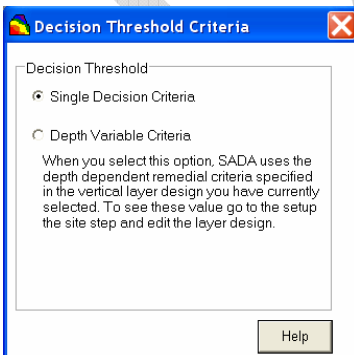 Decision Threshold Criteria
Decision Threshold
Single Decision Criteria
Depth Variable Criteria
When you select this option, SADA uses the
depth dependent remedial criteria specified
in the vertical layer design you have currently
selected. To see these value go to the setup
the site step and edit the layer design.
Help